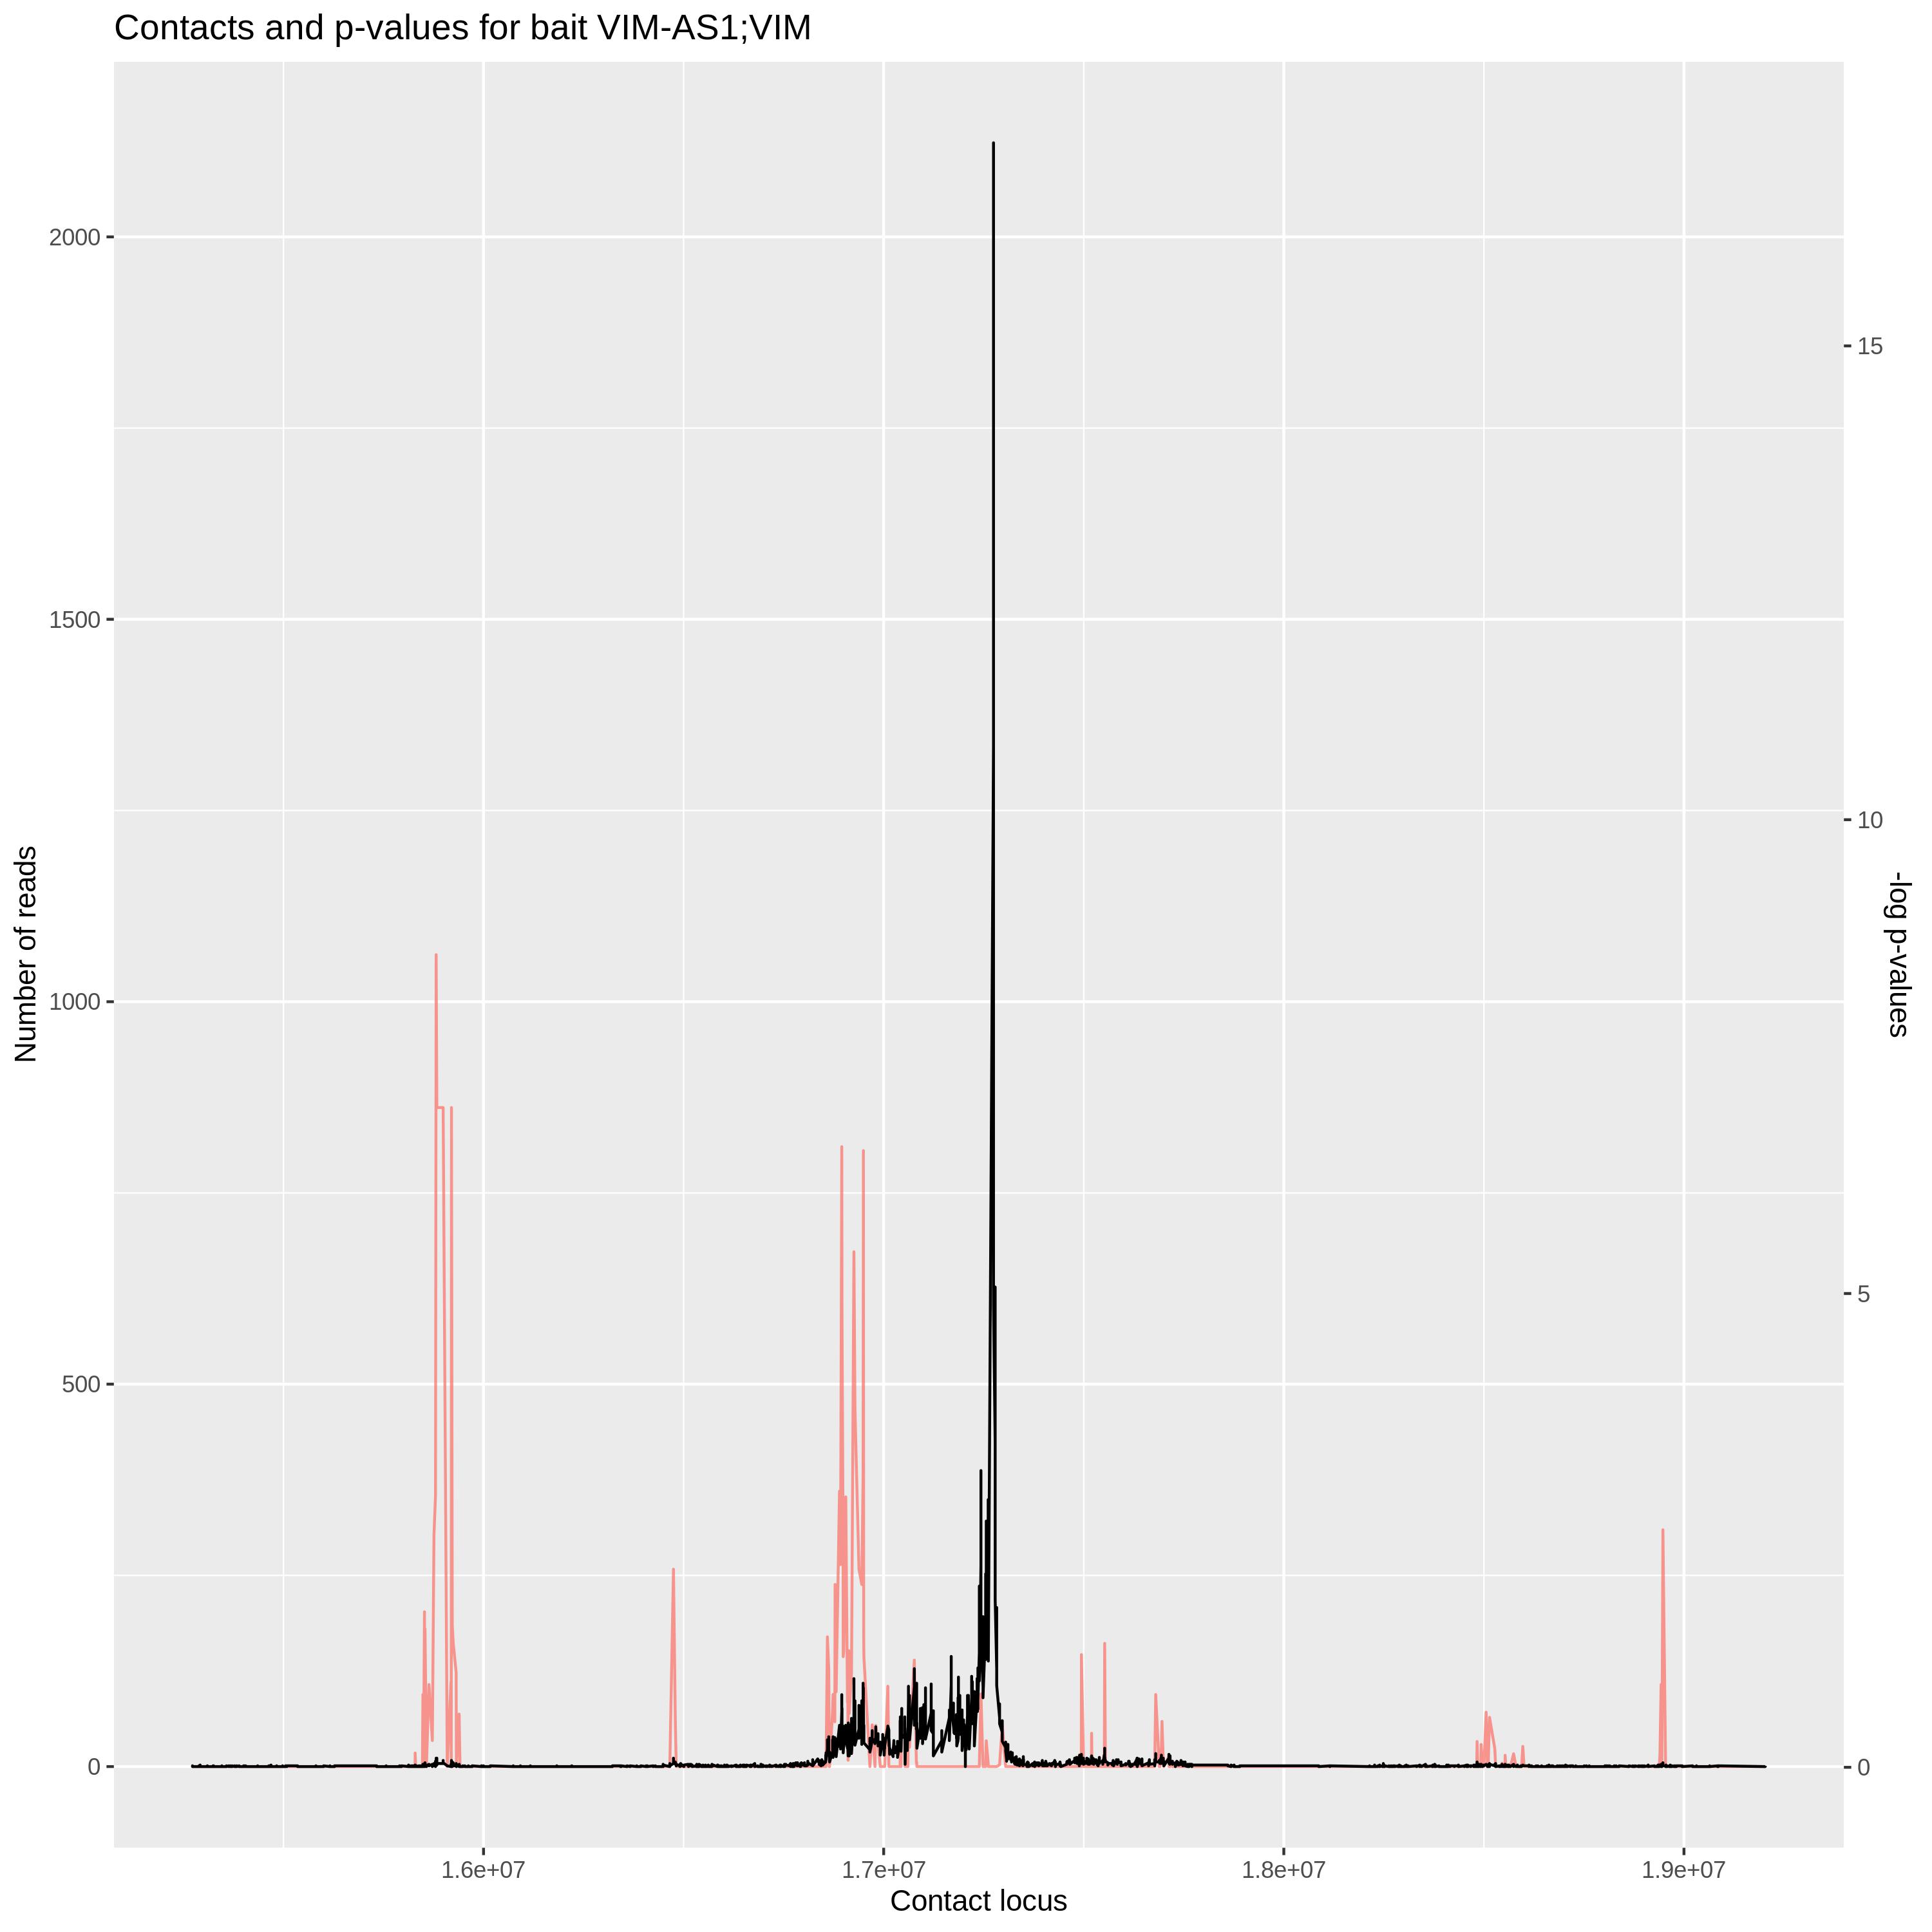 Contacts and p-values for bait VIM-AS1;VIM
Number of reads
2000
1500
1000
500
0
15
10
5
0
-log p-values
1.6e+07
1.7e+07
1.8e+07
1.9e+07
Contact locus